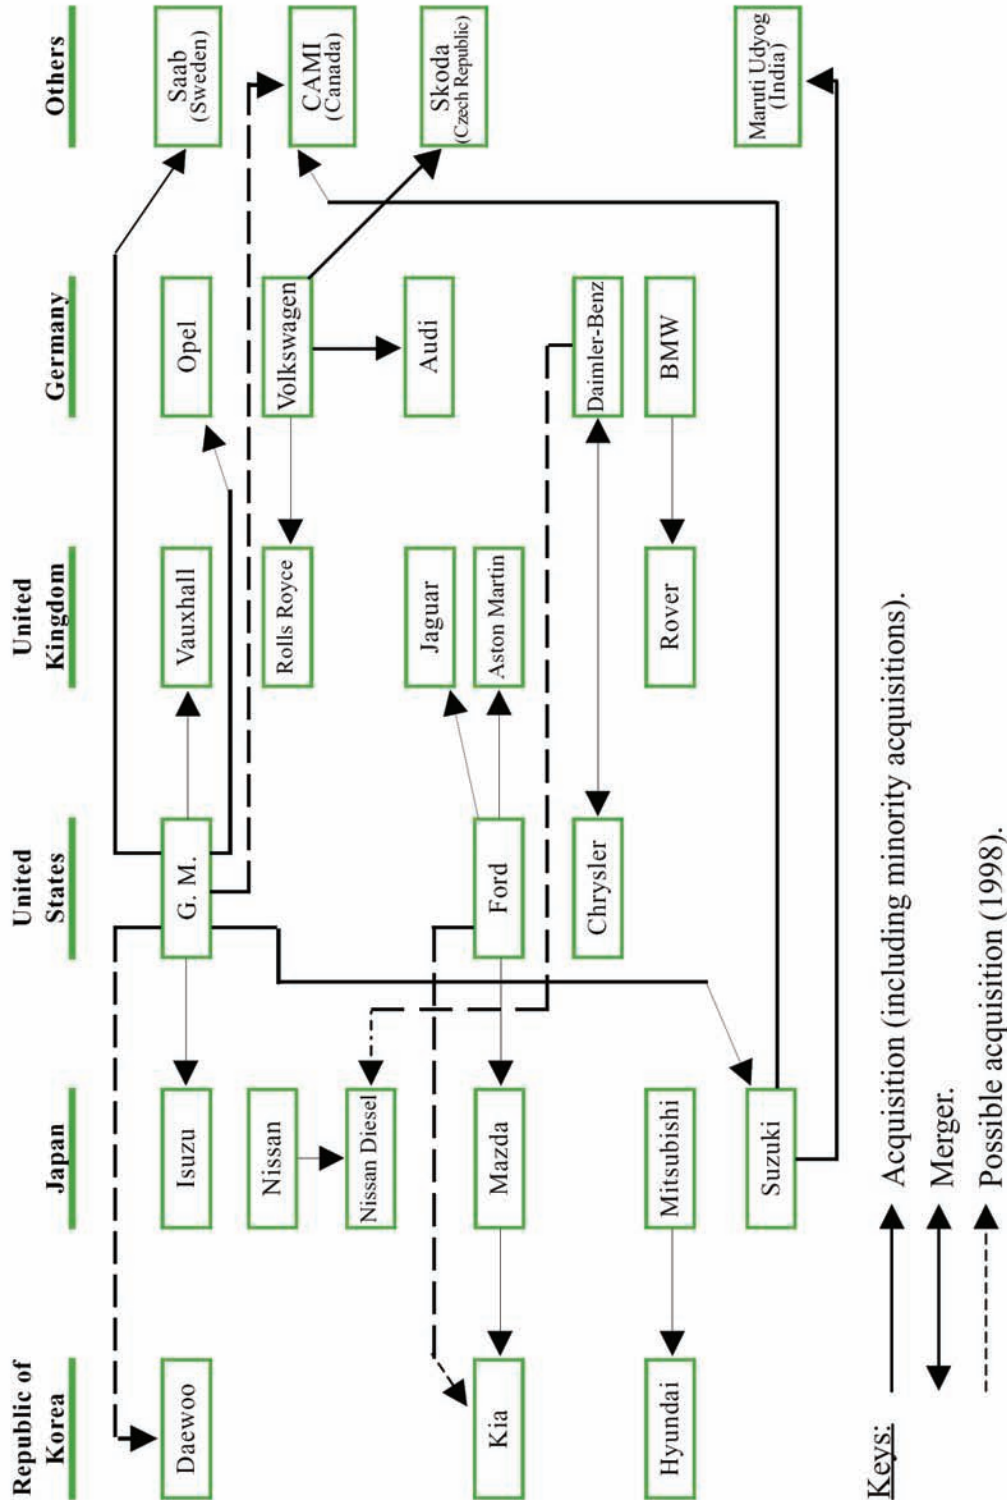 Republic of
Korea
Japan
United
States
United
Kingdom
Germany
Others
Daewoo
Isuzu
G. M.
Vauxhall
Opel
Saab
(Sweden)
Nissan
Rolls Royce
Volkswagen
CAMI
(Canada)
Nissan Diesel
Jaguar
Audi
Skoda
(Czech Republic)
Kia
Mazda
Ford
Aston Martin
Chrysler
Daimler-Benz
Hyundai
Mitsubishi
Rover
BMW
Suzuki
Maruti Udyog
(India)
Keys:
Acquisition (including minority acquisitions).
Merger.
Possible acquisition (1998).